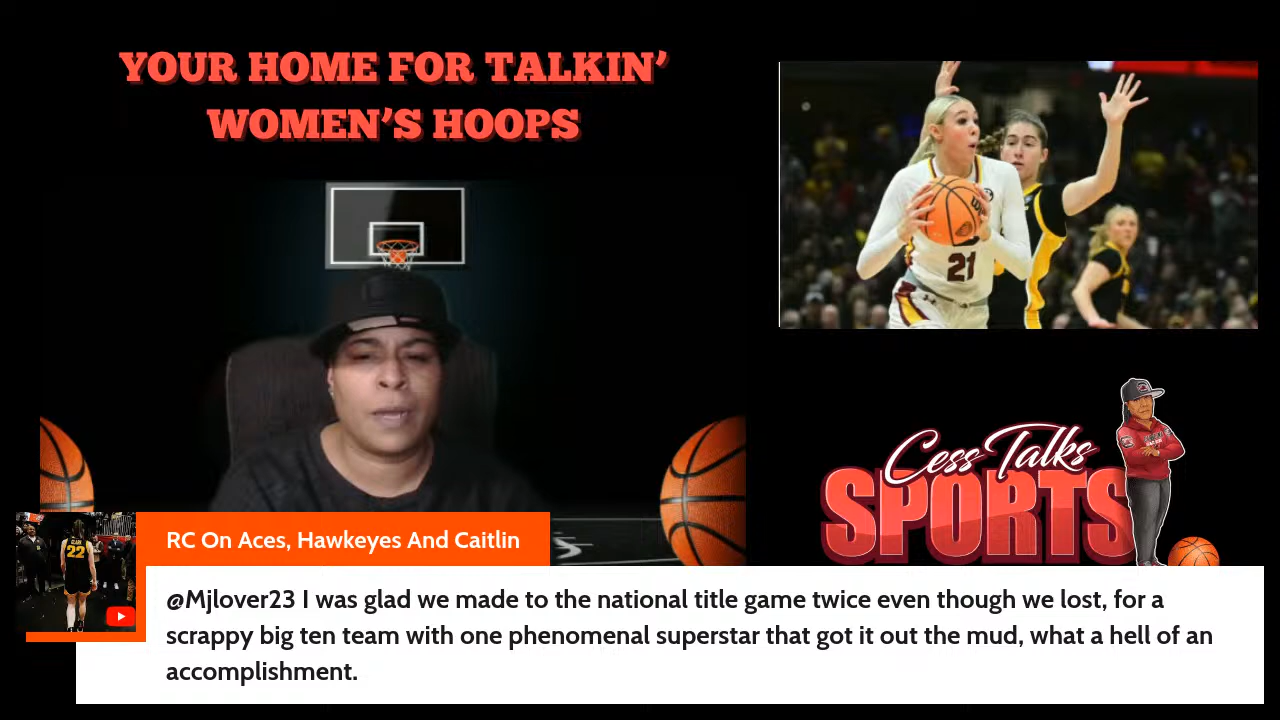 YOUR HOME FOR TALKIN’
WOMEN’S HOOPS
21
Cess Talks
SPORTS
CLARK
22
RC On Aces, Hawkeyes And Caitlin
@Mjlover23 I was glad we made to the national title game twice even though we lost, for a
scrappy big ten team with one phenomenal superstar that got it out the mud, what a hell of an
accomplishment.